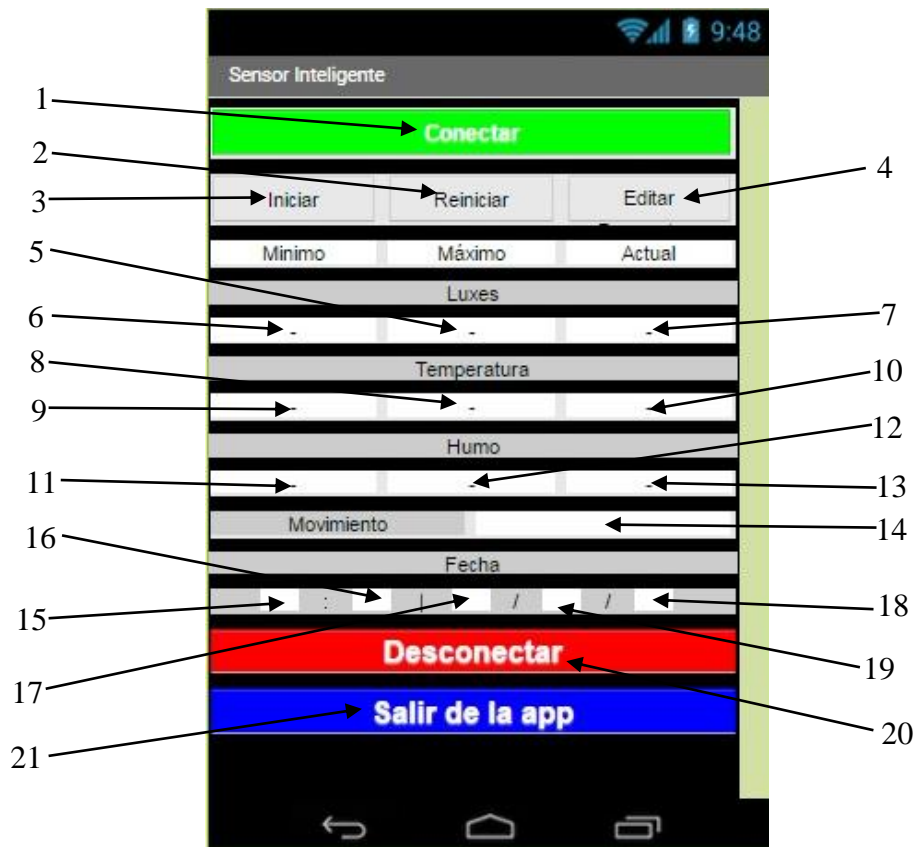 9:48
Sensor Inteligente
1
Conectar
2
4
3
Iniciar Reiniciar Editar
5
Minimo Máximo Actual
Luxes
6 - - - 7
8
Temperatura
10
9 - - -
12
Humo
11 - - - 13
Movimiento
14
16
Fecha
15 : | / / 18
Desconectar
19
17
Salir de la app
20
21